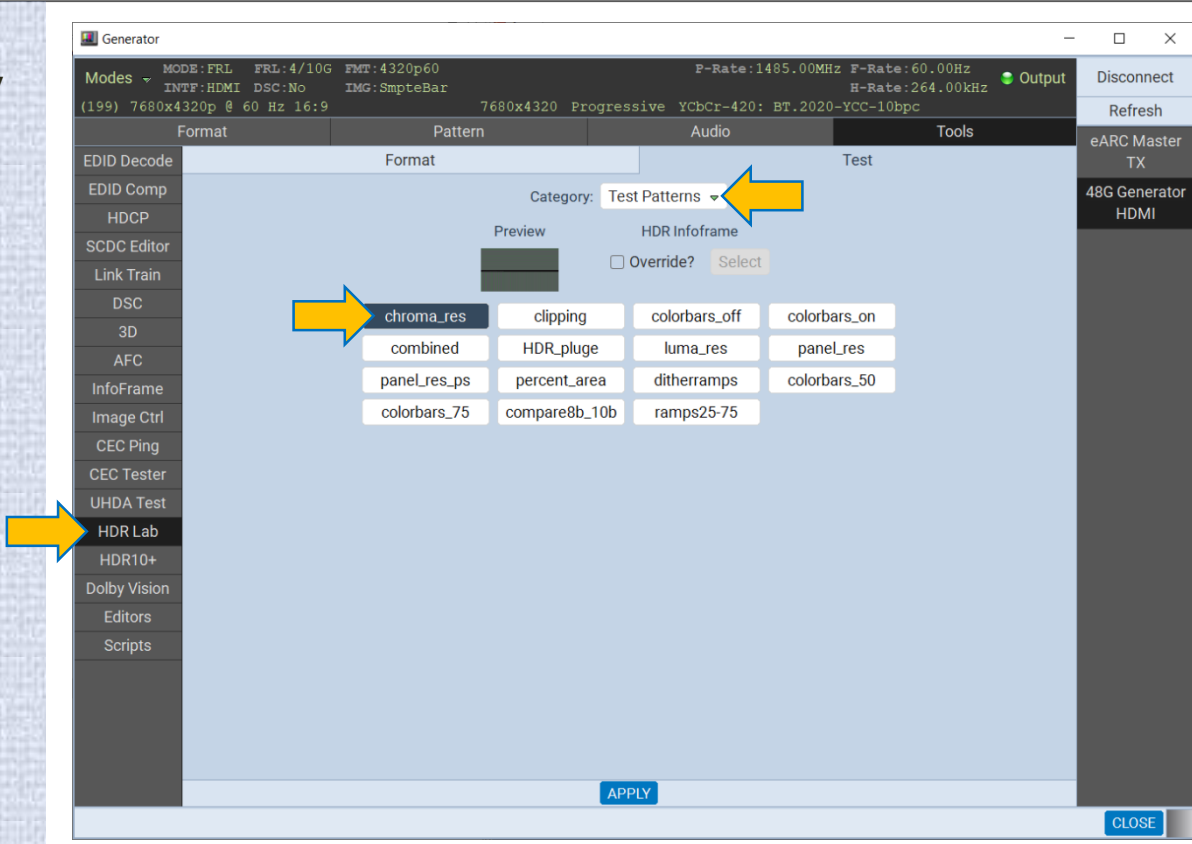 Generator
Modes
MODE:FRL FRL:4/10G FMT:4320p60 P-Rate:1485.00MHz F-Rate:60.00Hz
INTF:HDMI DSC:No IMG:SmpteBar H-Rate:264.00kHz
Output
(199) 7680x4320p @ 60 Hz 16:9 7680x4320 Progressive YCbCr-420: BT.2020-YCC-10bpc
Disconnect
Refresh
eARC Master
TX
48G Generator
HDMI
Format Pattern Audio Tools
EDID Decode
EDID Comp
HDCP
SCDC Editor
Link Train
DSC
3D
AFC
InfoFrame
Image Ctrl
CEC Ping
CEC Tester
UHDA Test
HDR Lab
HDR10+
Dolby Vision
Editors
Scripts
Format Test
Category: Test Patterns
Preview HDR Infoframe
Override? Select
chroma_res clipping colorbars_off colorbars_on
combined HDR_pluge luma_res panel_res
panel_res_ps percent_area ditherramps colorbars_50
colorbars_75 compare8b_10b ramps25-75
APPLY
CLOSE